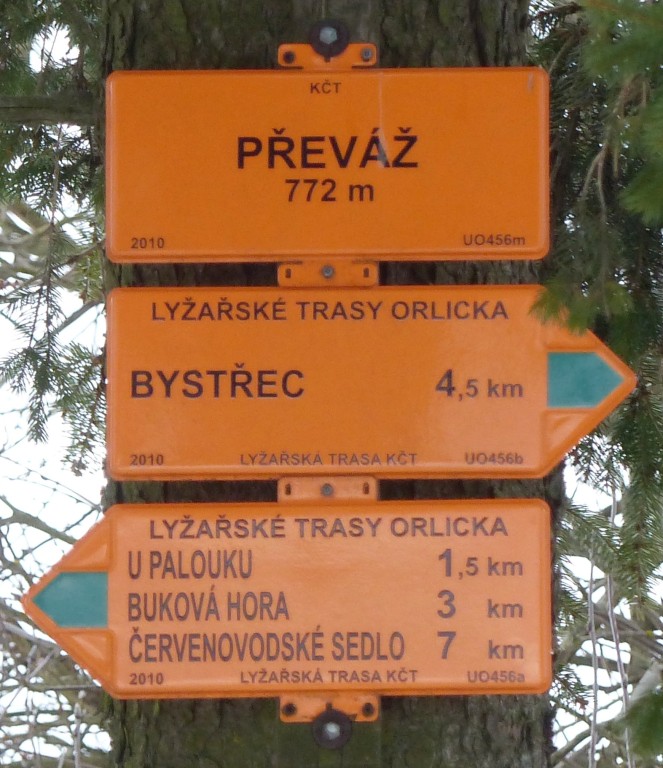 KČT
PŘEVÁŽ
772 m
2010 UO456m
LYŽAŘSKÉ TRASY ORLICKA
BYSTŘEC 4,5 km
2010 LYŽAŘSKÁ TRASA KČT UO456b
LYŽAŘSKÉ TRASY ORLICKA
U PALOUKU 1,5 km
BUKOVÁ HORA 3 km
ČERVENOVODSKÉ SEDLO 7 km
2010 LYŽAŘSKÁ TRASA KČT UO456a